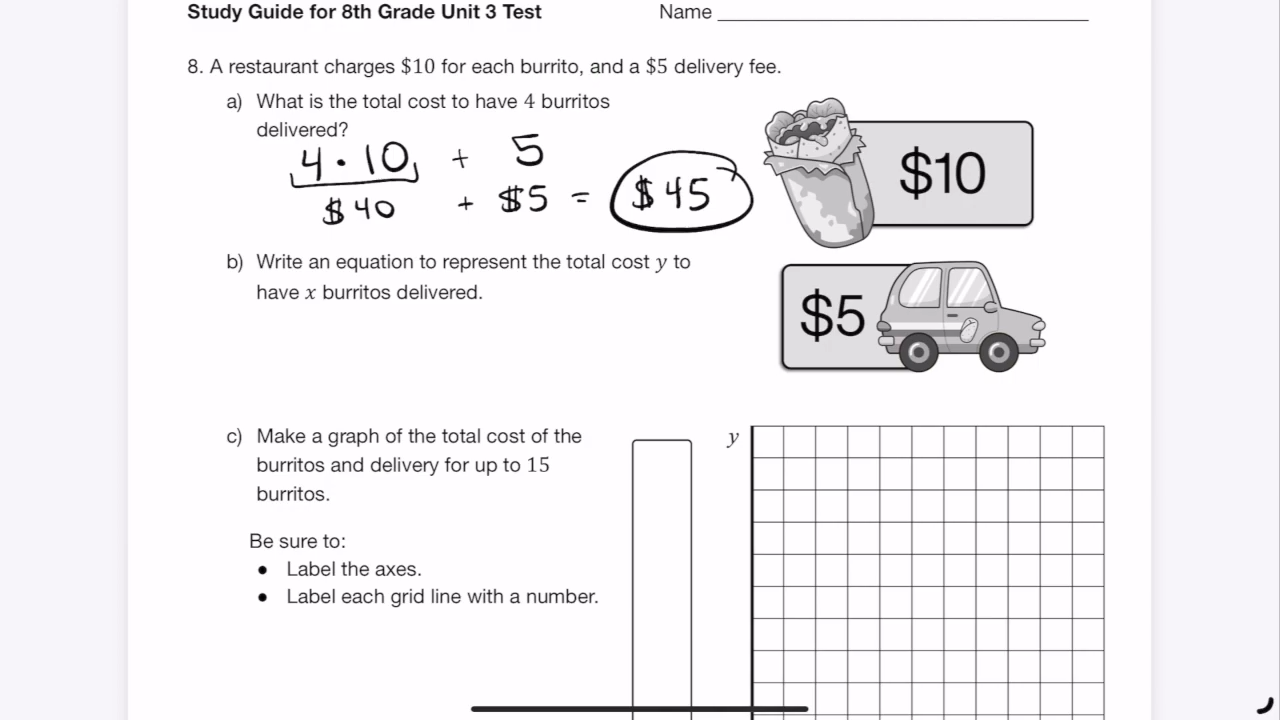 Study Guide for 8th Grade Unit 3 Test Name
8. A restaurant charges $10 for each burrito, and a $5 delivery fee.
a) What is the total cost to have 4 burritos
delivered?
4 · 10 + 5
$40 + $5 = $45
$10
b) Write an equation to represent the total cost y to
have x burritos delivered.
$5
c) Make a graph of the total cost of the
burritos and delivery for up to 15
burritos.
y
Be sure to:
● Label the axes.
● Label each grid line with a number.